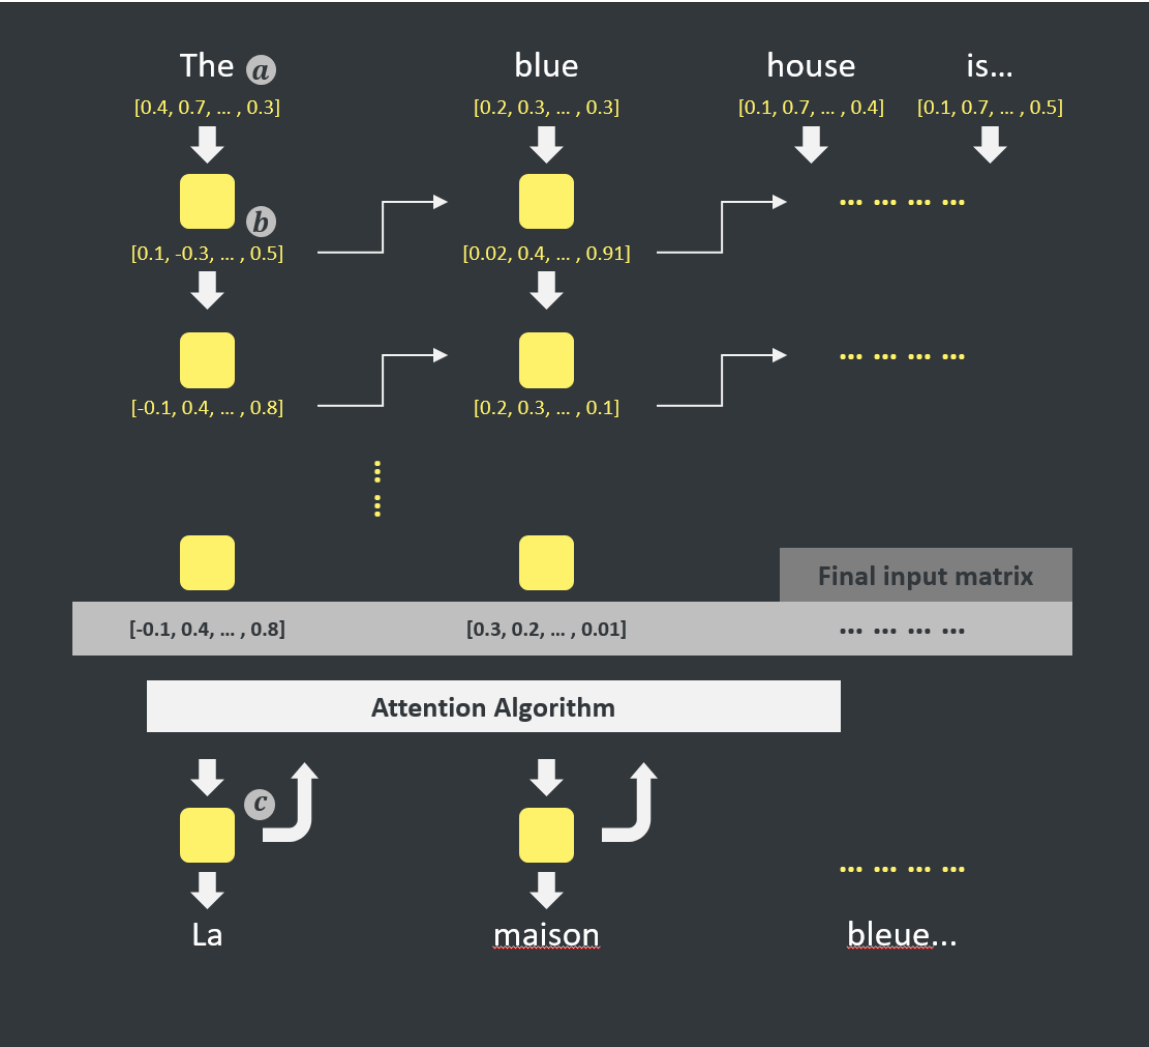 The a blue house is...
[0.4, 0.7, ... , 0.3] [0.2, 0.3, ... , 0.3] [0.1, 0.7, ... , 0.4] [0.1, 0.7, ... , 0.5]
... ... ... ...
b
[0.1, -0.3, ... , 0.5] [0.02, 0.4, ... , 0.91]
... ... ... ...
[-0.1, 0.4, ... , 0.8] [0.2, 0.3, ... , 0.1]
Final input matrix
[-0.1, 0.4, ... , 0.8] [0.3, 0.2, ... , 0.01] ... ... ... ...
Attention Algorithm
c
... ... ... ...
La maison bleue...